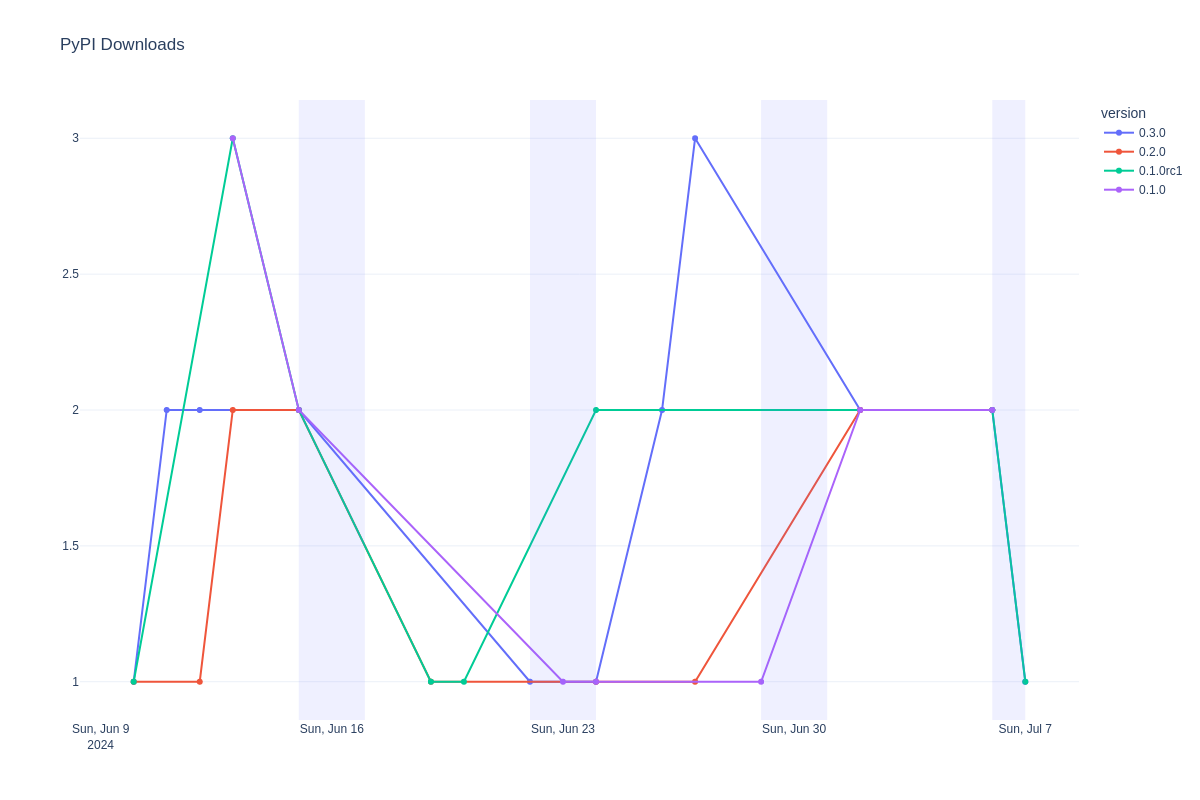 PyPI Downloads
version
0.3.0
0.2.0
0.1.0rc1
0.1.0
3
2.5
2
1.5
1
Sun, Jun 9
2024
Sun, Jun 16
Sun, Jun 23
Sun, Jun 30
Sun, Jul 7